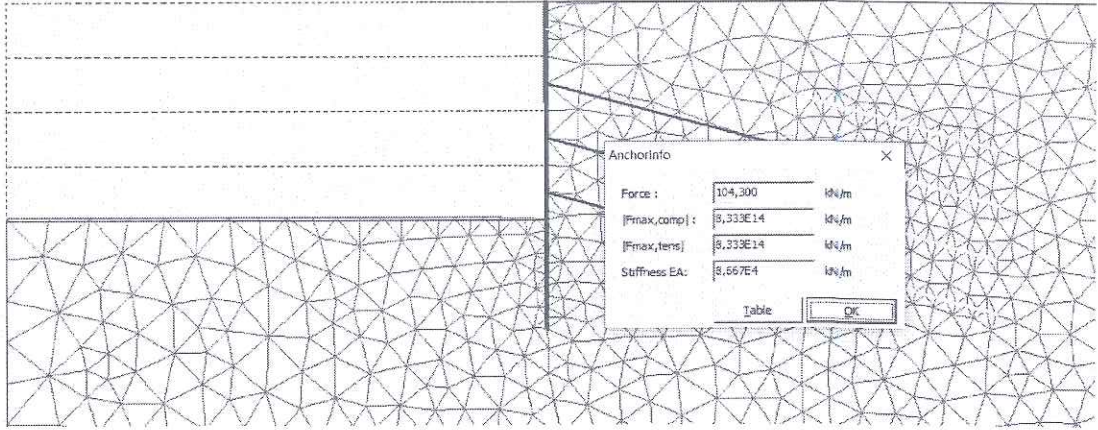 AnchorInfo
Force : 104,300 kN/m
|Fmax,comp| : 8,333E14 kN/m
|Fmax,tens| 8,333E14 kN/m
Stiffness EA: 8,667E4 kN/m
Table OK